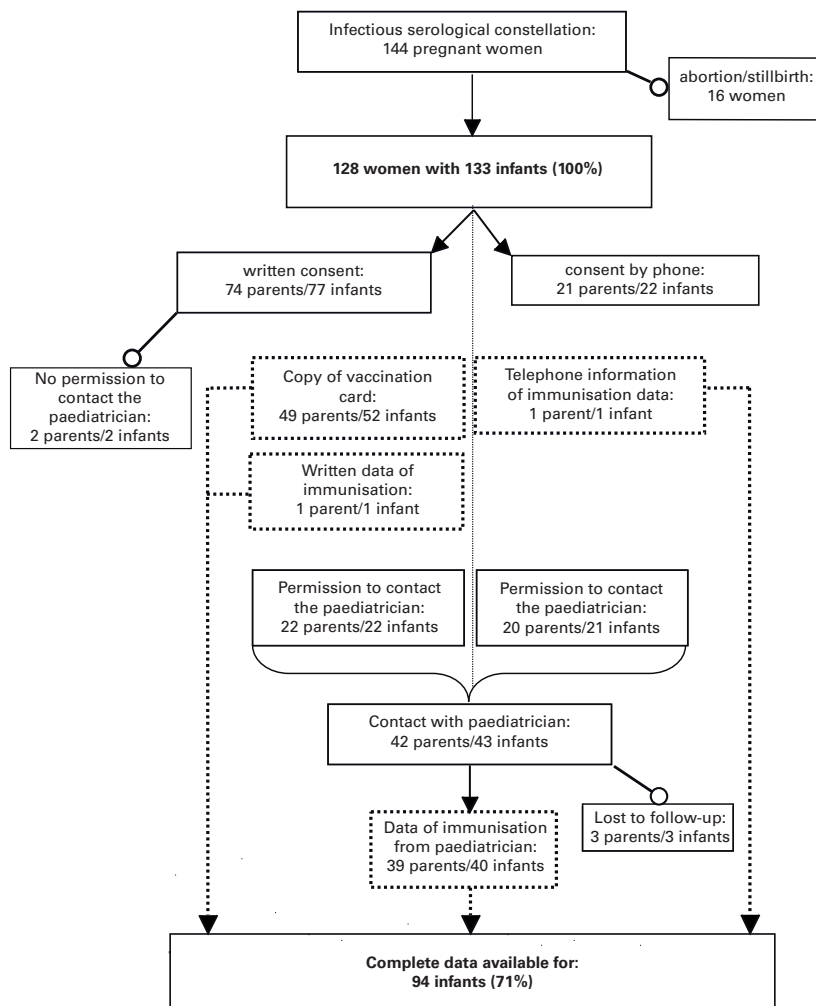 Infectious serological constellation:
144 pregnant women
abortion/stillbirth:
16 women
128 women with 133 infants (100%)
written consent:
74 parents/77 infants
consent by phone:
21 parents/22 infants
No permission to
contact the
paediatrician:
2 parents/2 infants
Copy of vaccination
card:
49 parents/52 infants
Telephone information
of immunisation data:
1 parent/1 infant
Written data of
immunisation:
1 parent/1 infant
Permission to contact
the paediatrician:
22 parents/22 infants
Permission to contact
the paediatrician:
20 parents/21 infants
Contact with paediatrician:
42 parents/43 infants
Lost to follow-up:
3 parents/3 infants
Data of immunisation
from paediatrician:
39 parents/40 infants
Complete data available for:
94 infants (71%)